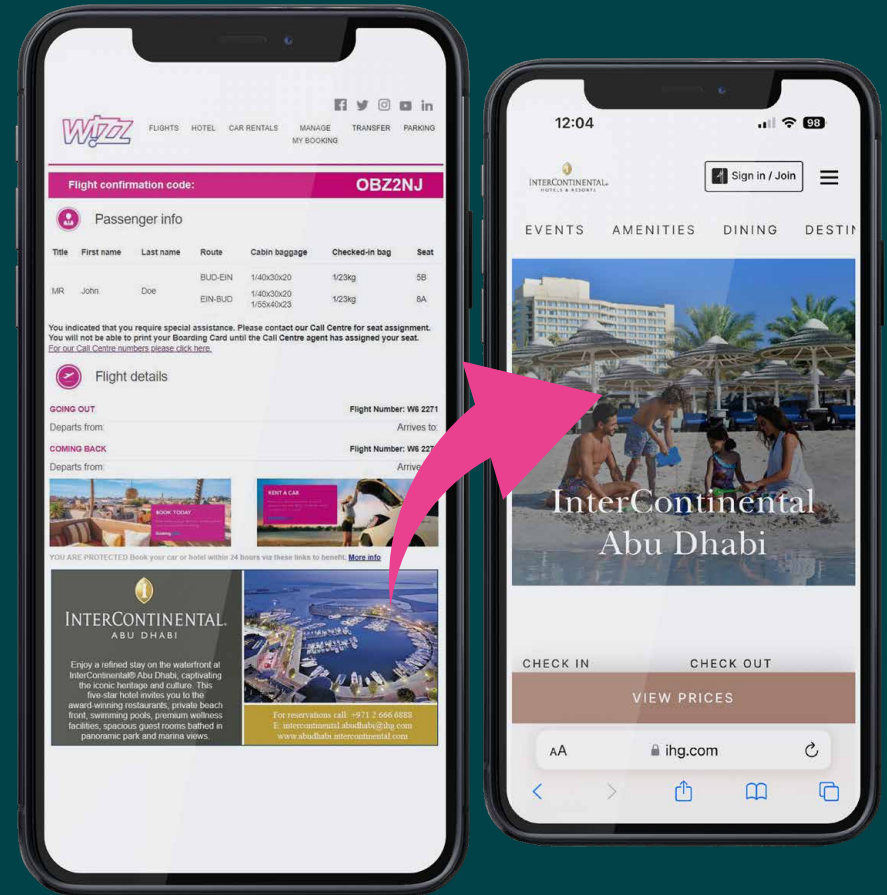 WIZZ
FLIGHTS HOTEL CAR RENTALS MANAGE MY BOOKING TRANSFER PARKING
Flight confirmation code: OBZ2NJ
Passenger info
Title First name Last name Route Cabin baggage Checked-in bag Seat
BUD-EIN 1/40x30x20 1/23kg 5B
MR John Doe
EIN-BUD 1/40x30x20 1/55x40x23 1/23kg 8A
You indicated that you require special assistance. Please contact our Call Centre for seat assignment.
You will not be able to print your Boarding Card until the Call Centre agent has assigned your seat.
For our Call Centre numbers please click here.
Flight details
GOING OUT Flight Number: W6 2271
Departs from: Arrives to:
COMING BACK Flight Number: W6 227
Departs from:
BOOK TODAY
RENT A CAR
YOU ARE PROTECTED Book your car or hotel within 24 hours via these links to benefit. More info
INTERCONTINENTAL.
ABU DHABI
Enjoy a refined stay on the waterfront at
InterContinental® Abu Dhabi, captivating
the iconic heritage and culture. This
five-star hotel invites you to the
award-winning restaurants, private beach
front, swimming pools, premium wellness
facilities, spacious guest rooms bathed in
panoramic park and marina views.
For reservations call: +971 2 666 6888
E: intercontinental.abudhabi@ihg.com
www.abudhabi.intercontinental.com
12:04 98
INTERCONTINENTAL.
HOTELS & RESORTS
Sign in / Join
EVENTS AMENITIES DINING DESTIN
InterContinental
Abu Dhabi
CHECK IN CHECK OUT
VIEW PRICES
AA ihg.com